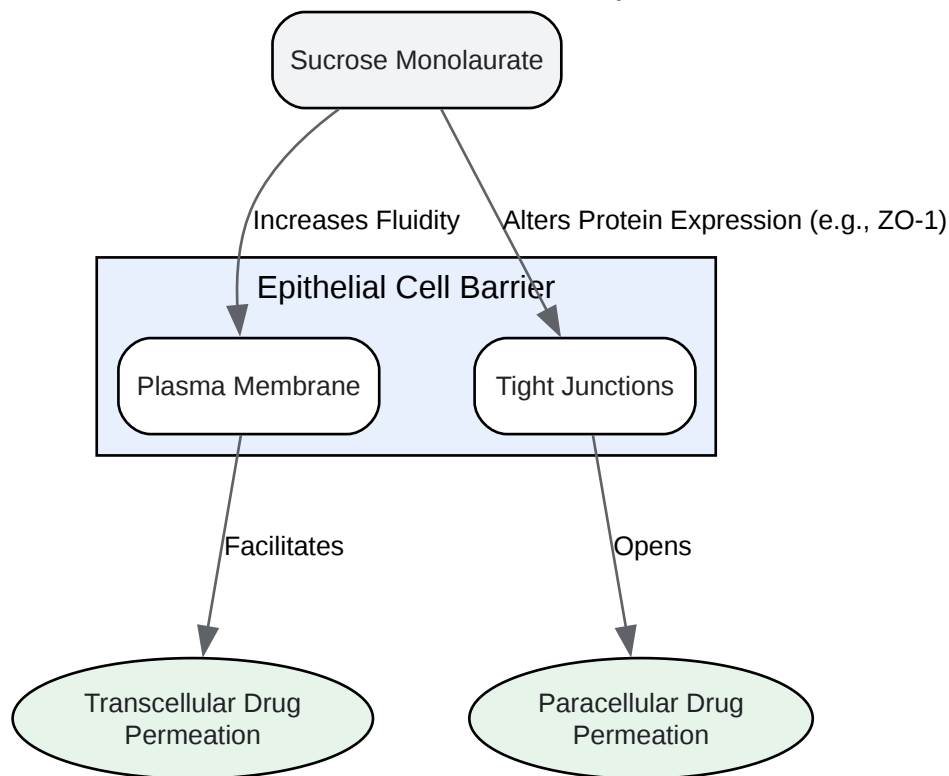 Sucrose Monolaurate
Increases Fluidity
Alters Protein Expression (e.g., ZO-1)
Epithelial Cell Barrier
Plasma Membrane
Tight Junctions
Facilitates
Opens
Transcellular Drug
Permeation
Paracellular Drug
Permeation